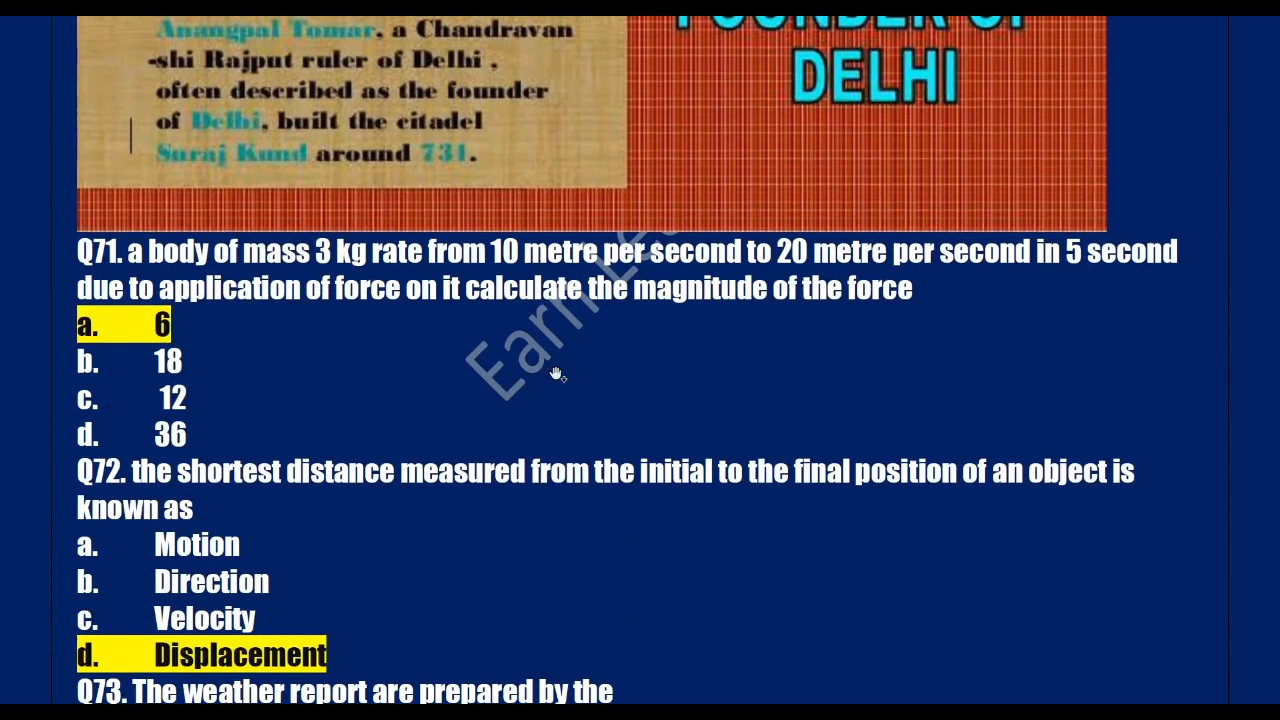 Anangpal Tomar, a Chandravan
-shi Rajput ruler of Delhi ,
often described as the founder
of Delhi, built the citadel
Suraj Kund around 731.
FOUNDER OF
DELHI
Q71. a body of mass 3 kg rate from 10 metre per second to 20 metre per second in 5 second
due to application of force on it calculate the magnitude of the force
a. 6
b. 18
c. 12
d. 36
Earn
Q72. the shortest distance measured from the initial to the final position of an object is
known as
a. Motion
b. Direction
c. Velocity
d. Displacement
Q73. The weather report are prepared by the